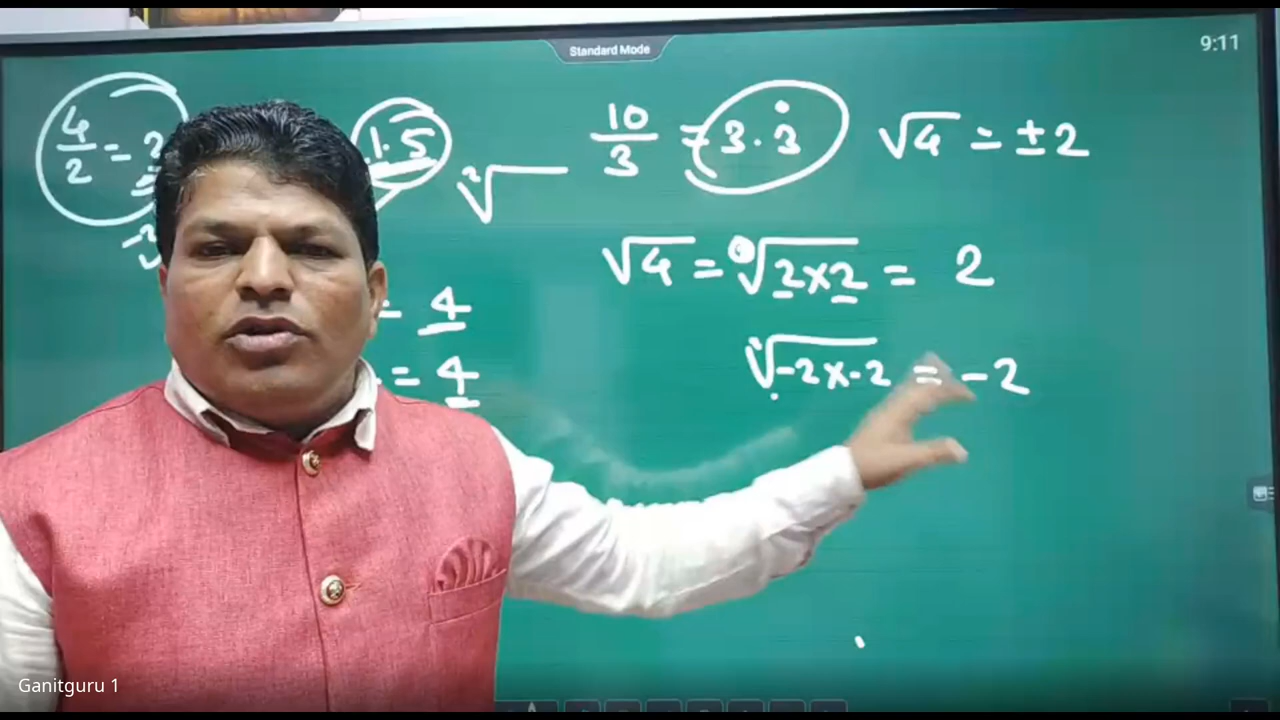 Standard Mode
9:11
4/2 = 2
1.5
²√
10/3 = 3.3̇
√4 = ±2
√4 = √2×2 = 2
= 4
√-2×-2 = -2
= 4
Ganitguru 1